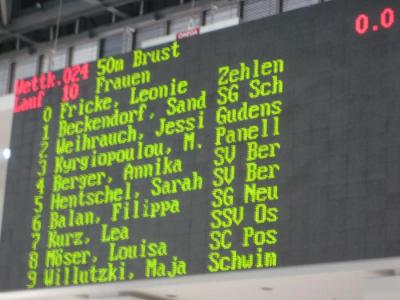 OMEGA
Wettk.024 50m Brust 0.0
Lauf 10 Frauen
0 Fricke, Leonie Zehlen
1 Beckendorf, Sand SG Sch
2 Weihrauch, Jessi Gudens
3 Kyrgiopoulou, M. Panell
4 Berger, Annika SV Ber
5 Hentschel, Sarah SV Ber
6 Balan, Filippa SG Neu
7 Kurz, Lea SSV Os
8 Möser, Louisa SC Pos
9 Willutzki, Maja Schwim